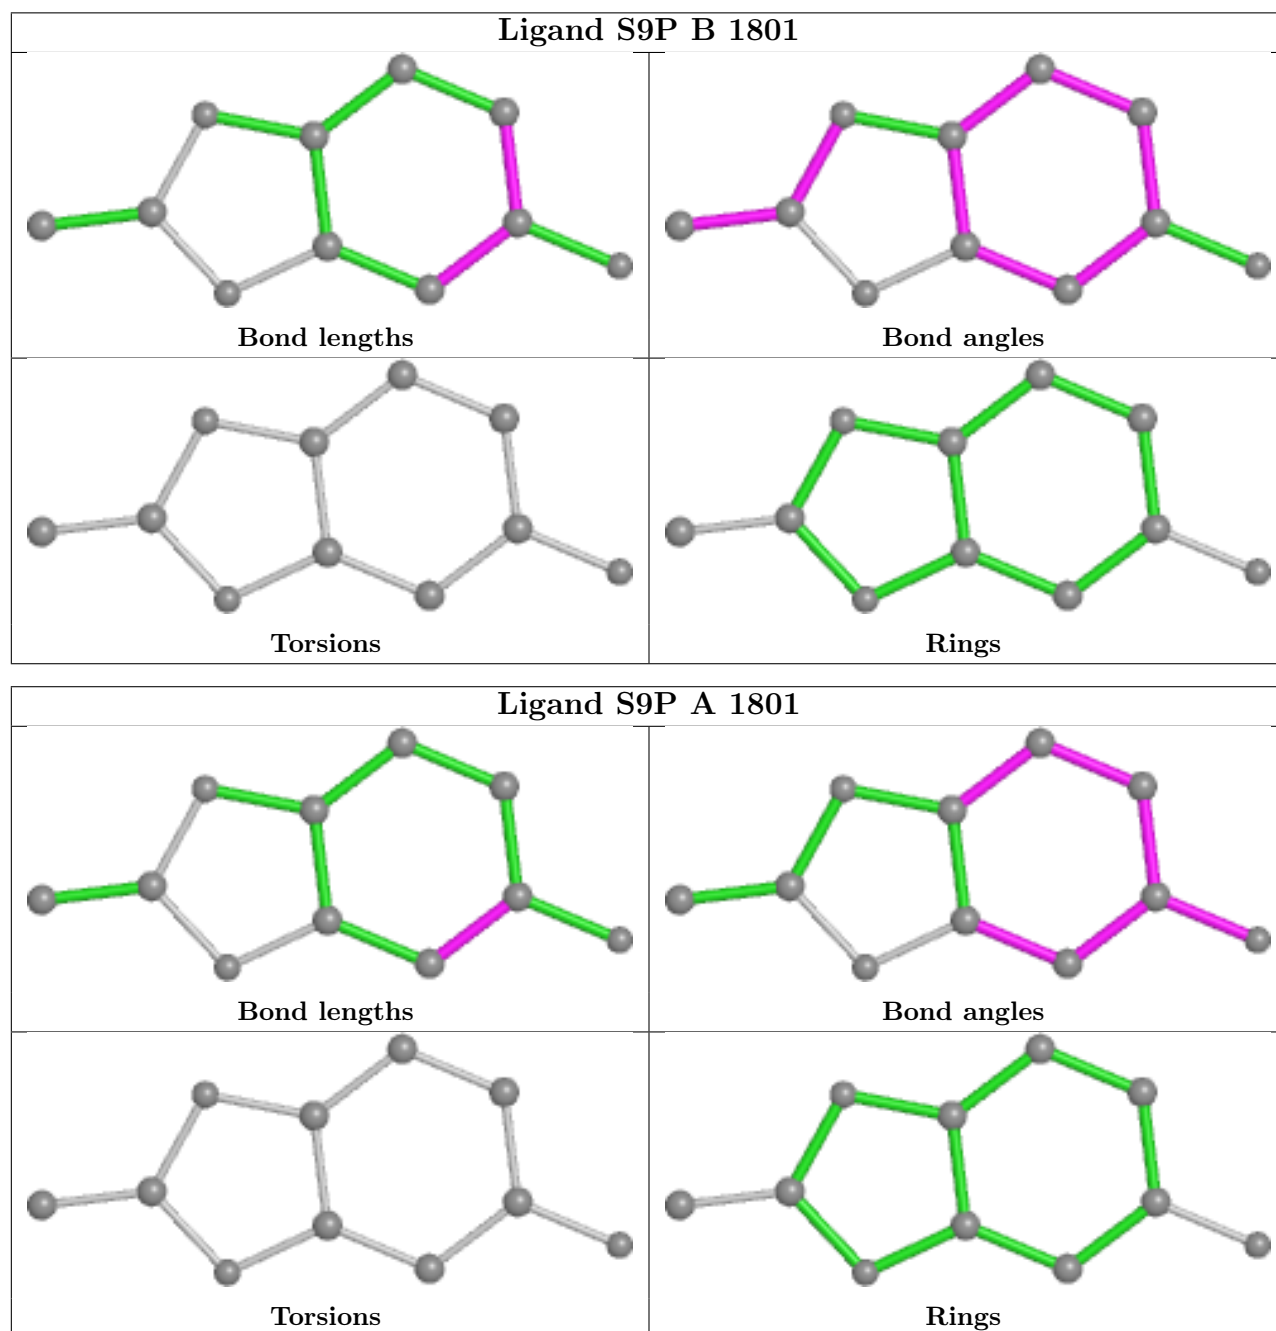 Ligand S9P B 1801
Bond lengths
Bond angles
Torsions
Rings
Ligand S9P A 1801
Bond lengths
Bond angles
Torsions
Rings